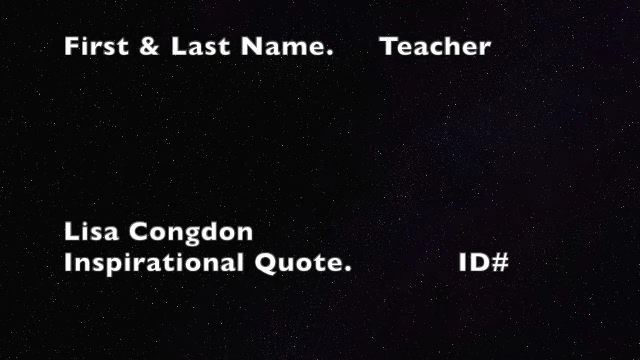 First & Last Name. Teacher
Lisa Congdon
Inspirational Quote. ID#